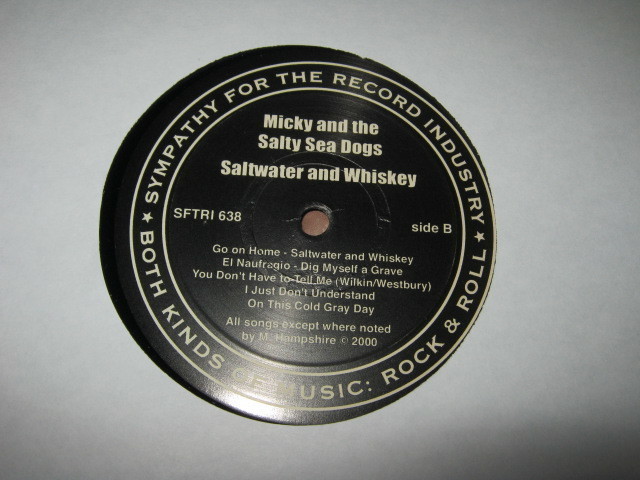 ★ SYMPATHY FOR THE RECORD INDUSTRY ★
Micky and the
Salty Sea Dogs
Saltwater and Whiskey
SFTRI 638
side B
Go on Home - Saltwater and Whiskey
El Naufragio - Dig Myself a Grave
You Don't Have to Tell Me (Wilkin/Westbury)
I Just Don't Understand
On This Cold Gray Day
All songs except where noted
by M. Hampshire © 2000
BOTH KINDS OF MUSIC: ROCK & ROLL